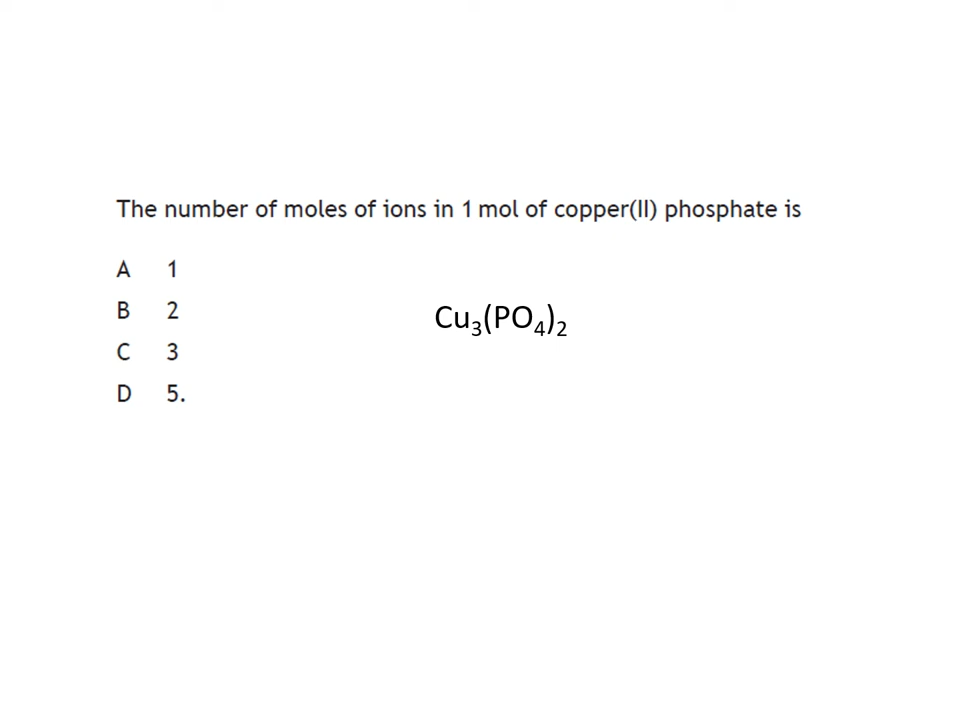 The number of moles of ions in 1 mol of copper(II) phosphate is
A 1
B 2
Cu₃(PO₄)₂
C 3
D 5.